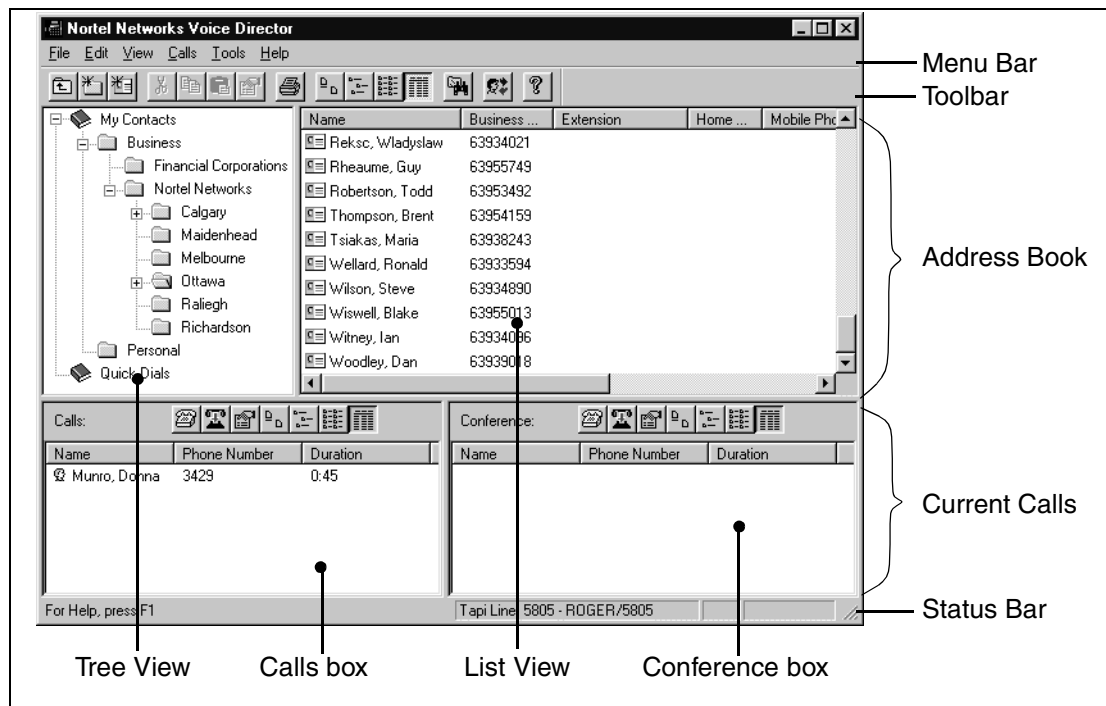 Nortel Networks Voice Director
File Edit View Calls Tools Help
Menu Bar
Toolbar
My Contacts
Business
Financial Corporations
Nortel Networks
Calgary
Maidenhead
Melbourne
Ottawa
Raliegh
Richardson
Personal
Quick Dials
Name Business ... Extension Home ... Mobile Pho
Reksc, Wladyslaw 63934021
Rheaume, Guy 63955749
Robertson, Todd 63953492
Thompson, Brent 63954159
Tsiakas, Maria 63938243
Wellard, Ronald 63933594
Wilson, Steve 63934890
Wiswell, Blake 63955013
Witney, Ian 63934096
Woodley, Dan 63939018
Address Book
Calls:
Name Phone Number Duration
Munro, Donna 3429 0:45
Conference:
Name Phone Number Duration
Current Calls
For Help, press F1
Tapi Line: 5805 - ROGER/5805
Status Bar
Tree View
Calls box
List View
Conference box